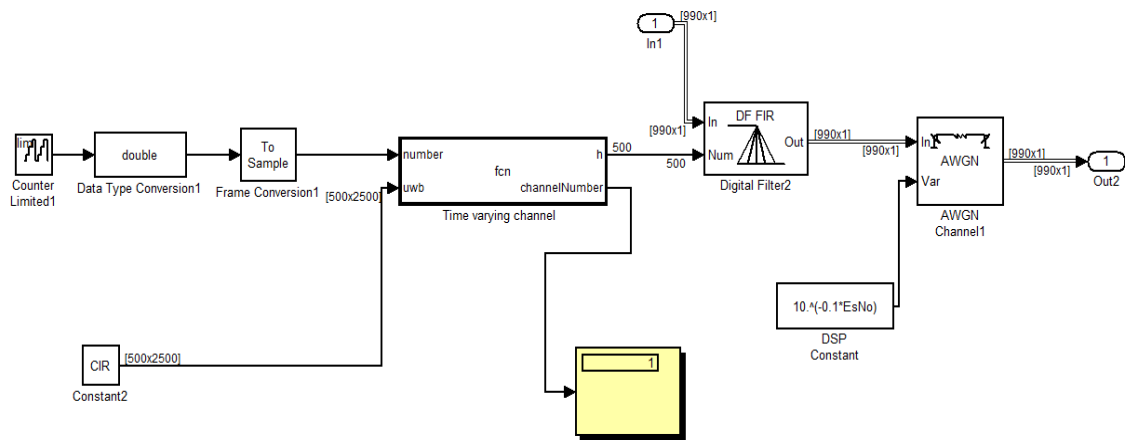 [990x1]
1
In1
lim
Counter
Limited1
double
Data Type Conversion1
To
Sample
Frame Conversion1
number
uwb
fcn
h
channelNumber
Time varying channel
[500x2500]
500
500
[990x1]
DF FIR
In
Num
Out
Digital Filter2
[990x1]
[990x1]
In
AWGN
Var
AWGN
Channel1
[990x1]
[990x1]
1
Out2
10.^(-0.1*EsNo)
DSP
Constant
CIR
[500x2500]
Constant2
1